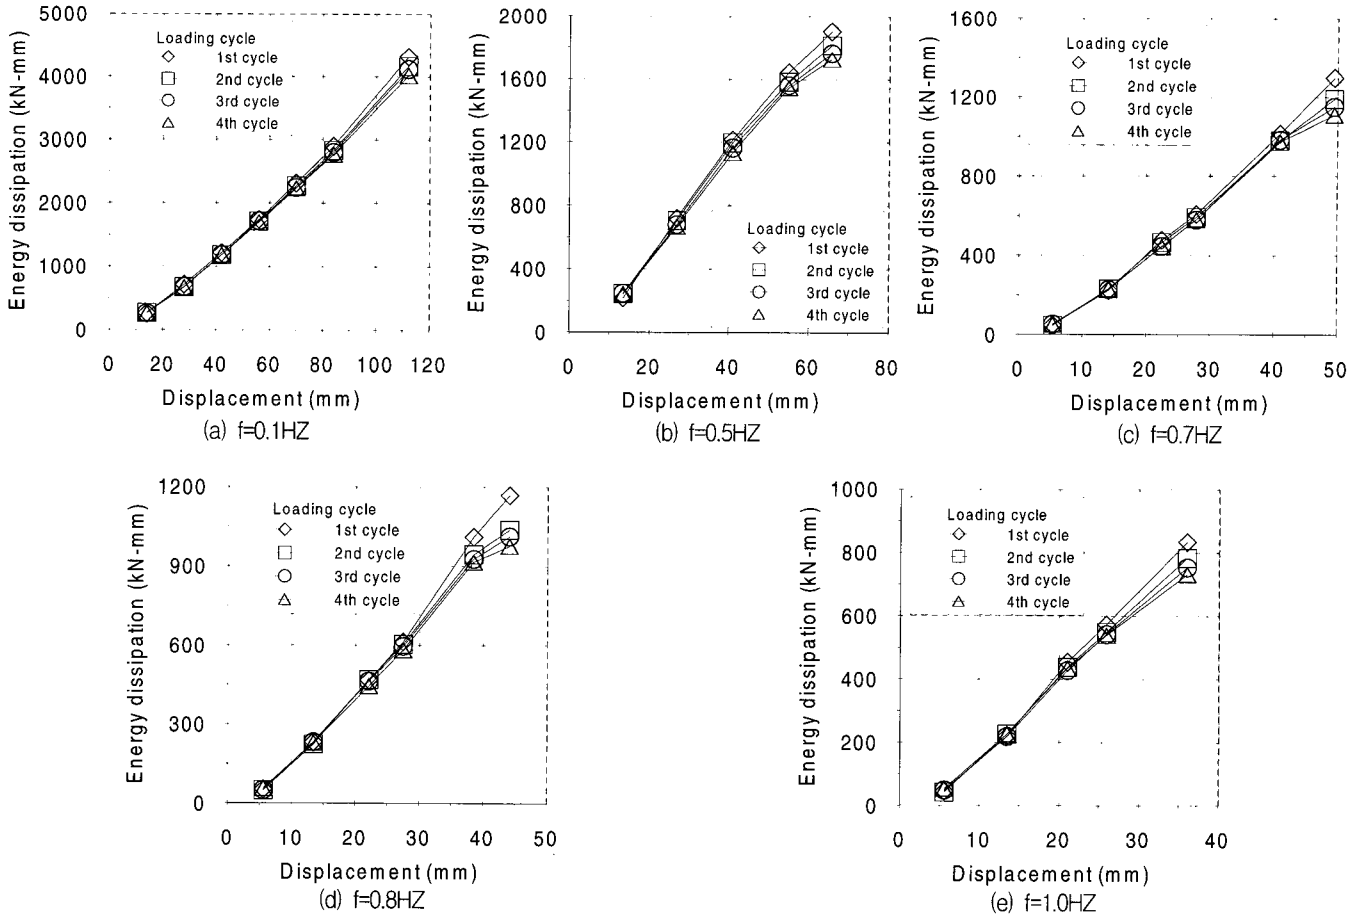 5000
4000
3000
2000
1000
0
Energy dissipation (kN-mm)
Loading cycle
1st cycle
2nd cycle
3rd cycle
4th cycle
0 20 40 60 80 100 120
Displacement (mm)
(a) f=0.1HZ
2000
1600
1200
800
400
0
Energy dissipation (kN-mm)
Loading cycle
1st cycle
2nd cycle
3rd cycle
4th cycle
0 20 40 60 80
Displacement (mm)
(b) f=0.5HZ
1600
1200
800
400
0
Energy dissipation (kN-mm)
Loading cycle
1st cycle
2nd cycle
3rd cycle
4th cycle
0 10 20 30 40 50
Displacement (mm)
(c) f=0.7HZ
1200
900
600
300
0
Energy dissipation (kN-mm)
Loading cycle
1st cycle
2nd cycle
3rd cycle
4th cycle
0 10 20 30 40 50
Displacement (mm)
(d) f=0.8HZ
1000
800
600
400
200
0
Energy dissipation (kN-mm)
Loading cycle
1st cycle
2nd cycle
3rd cycle
4th cycle
0 10 20 30 40
Displacement (mm)
(e) f=1.0HZ